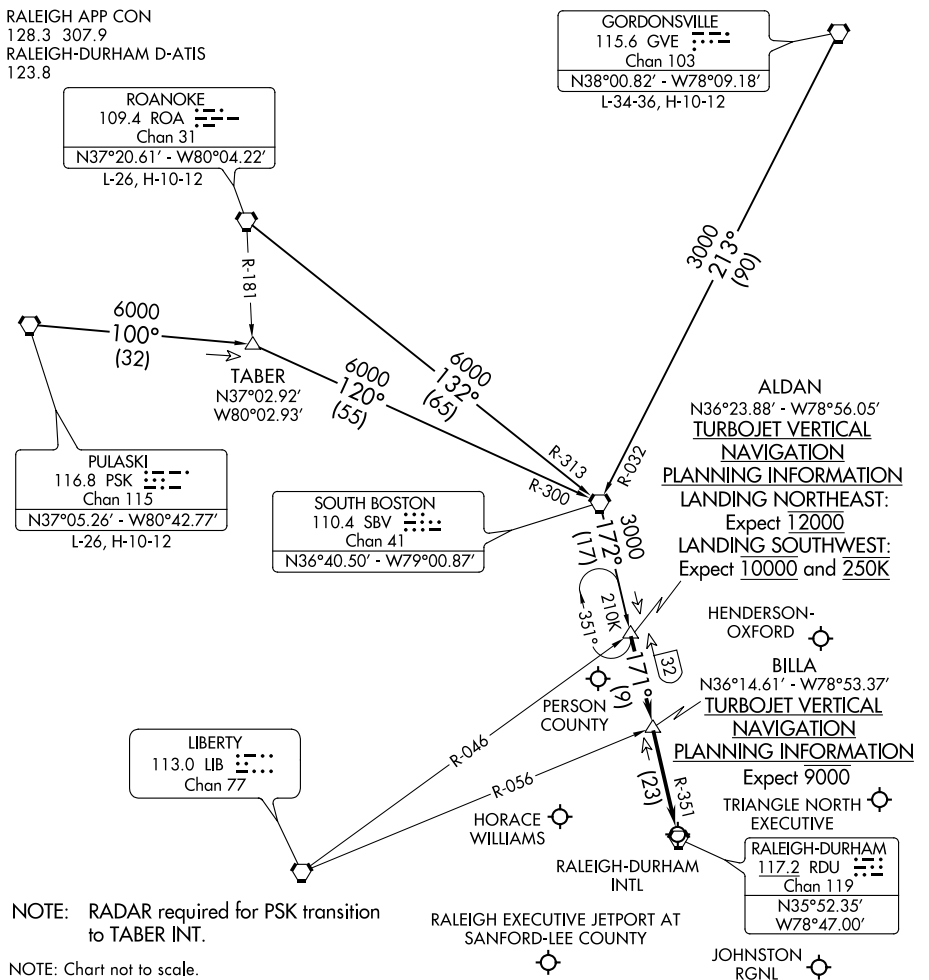 RALEIGH APP CON
128.3 307.9
RALEIGH-DURHAM D-ATIS
123.8
GORDONSVILLE
115.6 GVE
Chan 103
N38°00.82' - W78°09.18'
L-34-36, H-10-12
ROANOKE
109.4 ROA
Chan 31
N37°20.61' - W80°04.22'
L-26, H-10-12
R-181
3000
213°
(90)
6000
100°
(32)
TABER
N37°02.92'
W80°02.93'
6000
120°
(55)
6000
132°
(65)
R-313
R-300
R-032
PULASKI
116.8 PSK
Chan 115
N37°05.26' - W80°42.77'
L-26, H-10-12
SOUTH BOSTON
110.4 SBV
Chan 41
N36°40.50' - W79°00.87'
3000
172°
(17)
ALDAN
N36°23.88' - W78°56.05'
TURBOJET VERTICAL
NAVIGATION
PLANNING INFORMATION
LANDING NORTHEAST:
Expect 12000
LANDING SOUTHWEST:
Expect 10000 and 250K
210K
351°
32
171°
(9)
HENDERSON-
OXFORD
PERSON
COUNTY
BILLA
N36°14.61' - W78°53.37'
TURBOJET VERTICAL
NAVIGATION
PLANNING INFORMATION
Expect 9000
LIBERTY
113.0 LIB
Chan 77
R-046
R-056
R-351
(23)
HORACE
WILLIAMS
TRIANGLE NORTH
EXECUTIVE
RALEIGH-DURHAM
INTL
RALEIGH-DURHAM
117.2 RDU
Chan 119
N35°52.35'
W78°47.00'
NOTE: RADAR required for PSK transition
to TABER INT.
RALEIGH EXECUTIVE JETPORT AT
SANFORD-LEE COUNTY
JOHNSTON
RGNL
NOTE: Chart not to scale.